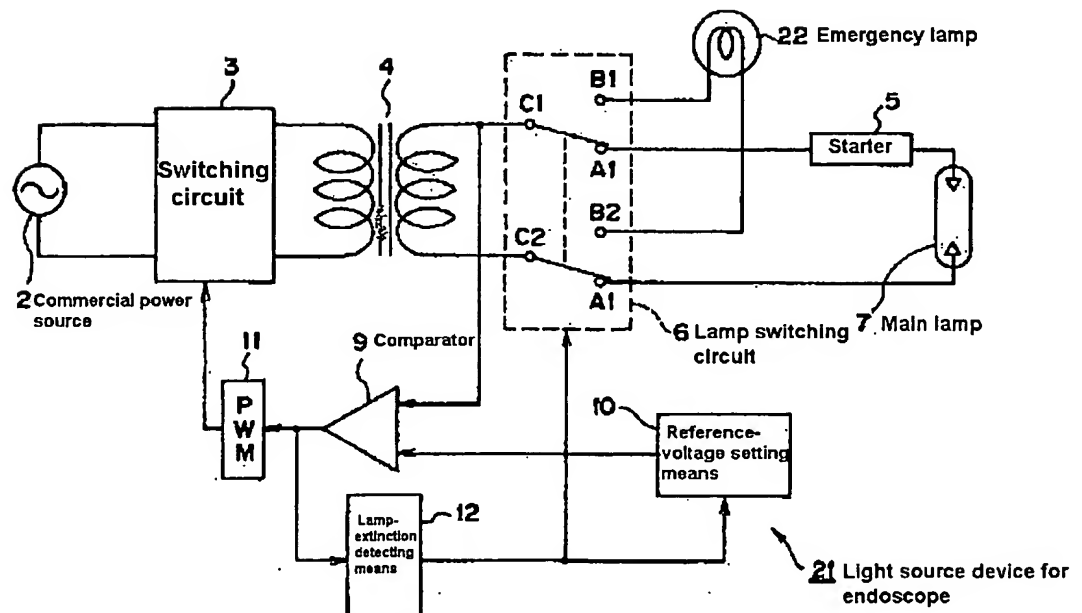 22 Emergency lamp
3
4
B1
C1
5
Switching
circuit
Starter
A1
B2
C2
2 Commercial power
source
A1
6 Lamp switching
circuit
7 Main lamp
11
9 Comparator
10
PWM
Reference-
voltage setting
means
Lamp-
extinction
detecting
means
12
21 Light source device for
endoscope